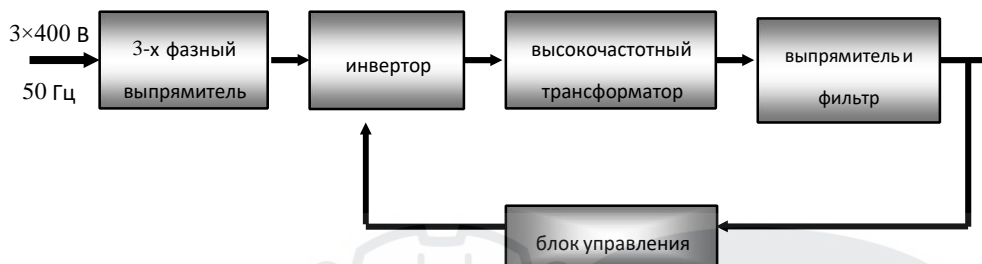 3×400 В
50 Гц
3-х фазный
выпрямитель
инвертор
высокочастотный
трансформатор
выпрямитель и
фильтр
блок управления